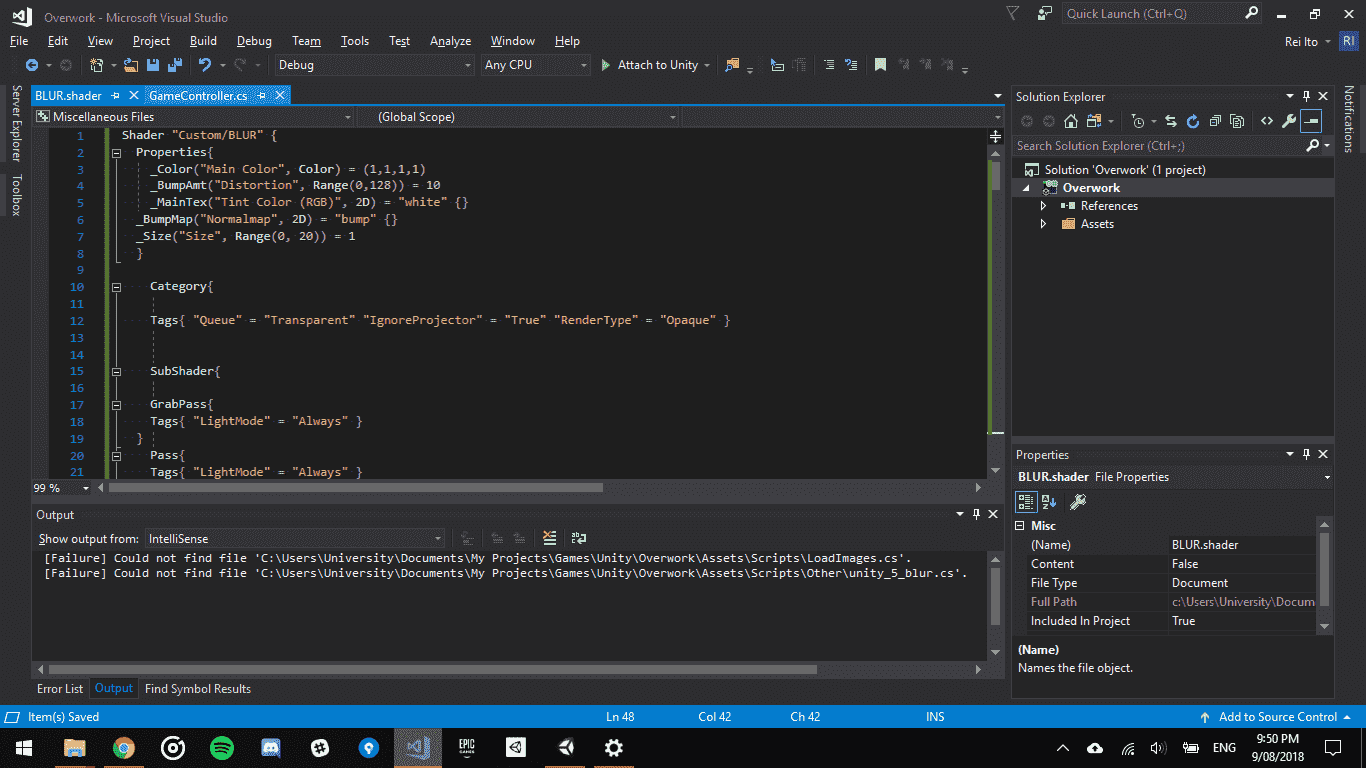 Overwork - Microsoft Visual Studio
Quick Launch (Ctrl+Q)
File Edit View Project Build Debug Team Tools Test Analyze Window Help
Rei Ito RI
Debug Any CPU Attach to Unity
Server Explorer
Toolbox
BLUR.shader GameController.cs
Miscellaneous Files (Global Scope)
1 Shader "Custom/BLUR" {
2 Properties{
3 _Color("Main Color", Color) = (1,1,1,1)
4 _BumpAmt("Distortion", Range(0,128)) = 10
5 _MainTex("Tint Color (RGB)", 2D) = "white" {}
6 _BumpMap("Normalmap", 2D) = "bump" {}
7 _Size("Size", Range(0, 20)) = 1
8 }
9
10 Category{
11
12 Tags{ "Queue" = "Transparent" "IgnoreProjector" = "True" "RenderType" = "Opaque" }
13
14
15 SubShader{
16
17 GrabPass{
18 Tags{ "LightMode" = "Always" }
19 }
20 Pass{
21 Tags{ "LightMode" = "Always" }
99 %
Output
Show output from: IntelliSense
[Failure] Could not find file 'C:\Users\University\Documents\My Projects\Games\Unity\Overwork\Assets\Scripts\LoadImages.cs'.
[Failure] Could not find file 'C:\Users\University\Documents\My Projects\Games\Unity\Overwork\Assets\Scripts\Other\unity_5_blur.cs'.
Error List Output Find Symbol Results
Solution Explorer
Search Solution Explorer (Ctrl+;)
Solution 'Overwork' (1 project)
Overwork
References
Assets
Notifications
Properties
BLUR.shader File Properties
Misc
(Name) BLUR.shader
Content False
File Type Document
Full Path c:\Users\University\Docum
Included In Project True
(Name)
Names the file object.
Item(s) Saved Ln 48 Col 42 Ch 42 INS Add to Source Control
EPIC GAMES
ENG
9:50 PM
9/08/2018